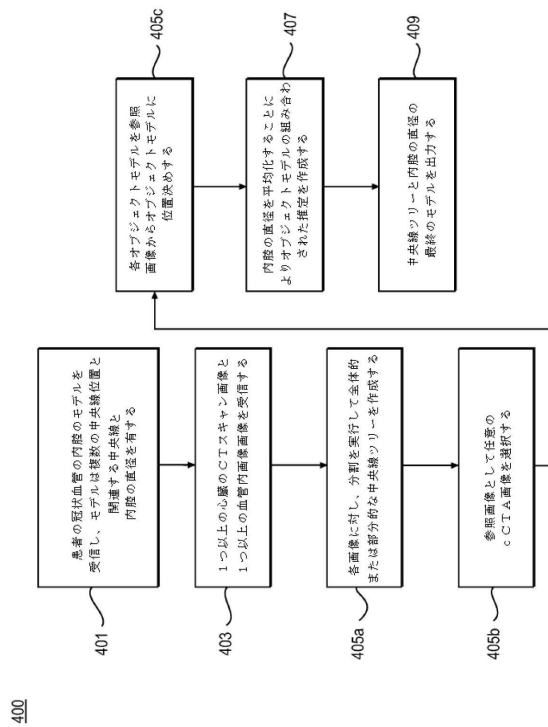 400
患者の冠状血管の内腔のモデルを
受信し、モデルは複数の中央線位置と
関連する中央線と
内腔の直径を有する
401
1つ以上の心臓のCTスキャン画像と
1つ以上の血管内画像画像を受信する
403
各画像に対し、分割を実行して全体的
または部分的な中央線ツリーを作成する
405a
参照画像として任意の
cCTA画像を選択する
405b
各オブジェクトモデルを参照
画像からオブジェクトモデルに
位置決めする
405c
内腔の直径を平均化することに
よりオブジェクトモデルの組み合わ
された推定を作成する
407
中央線ツリーと内腔の直径の
最終のモデルを出力する
409